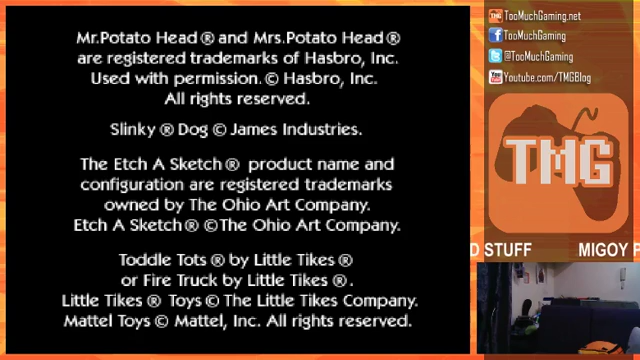 Mr.Potato Head® and Mrs.Potato Head®
are registered trademarks of Hasbro, Inc.
Used with permission.© Hasbro, Inc.
All rights reserved.
Slinky ® Dog © James Industries.
The Etch A Sketch® product name and
configuration are registered trademarks
owned by The Ohio Art Company.
Etch A Sketch® ©The Ohio Art Company.
Toddle Tots ® by Little Tikes ®
or Fire Truck by Little Tikes ®.
Little Tikes ® Toys © The Little Tikes Company.
Mattel Toys © Mattel, Inc. All rights reserved.
TMG TooMuchGaming.net
f TooMuchGaming
@TooMuchGaming
You Tube Youtube.com/TMGBlog
TMG
D STUFF MIGOY P